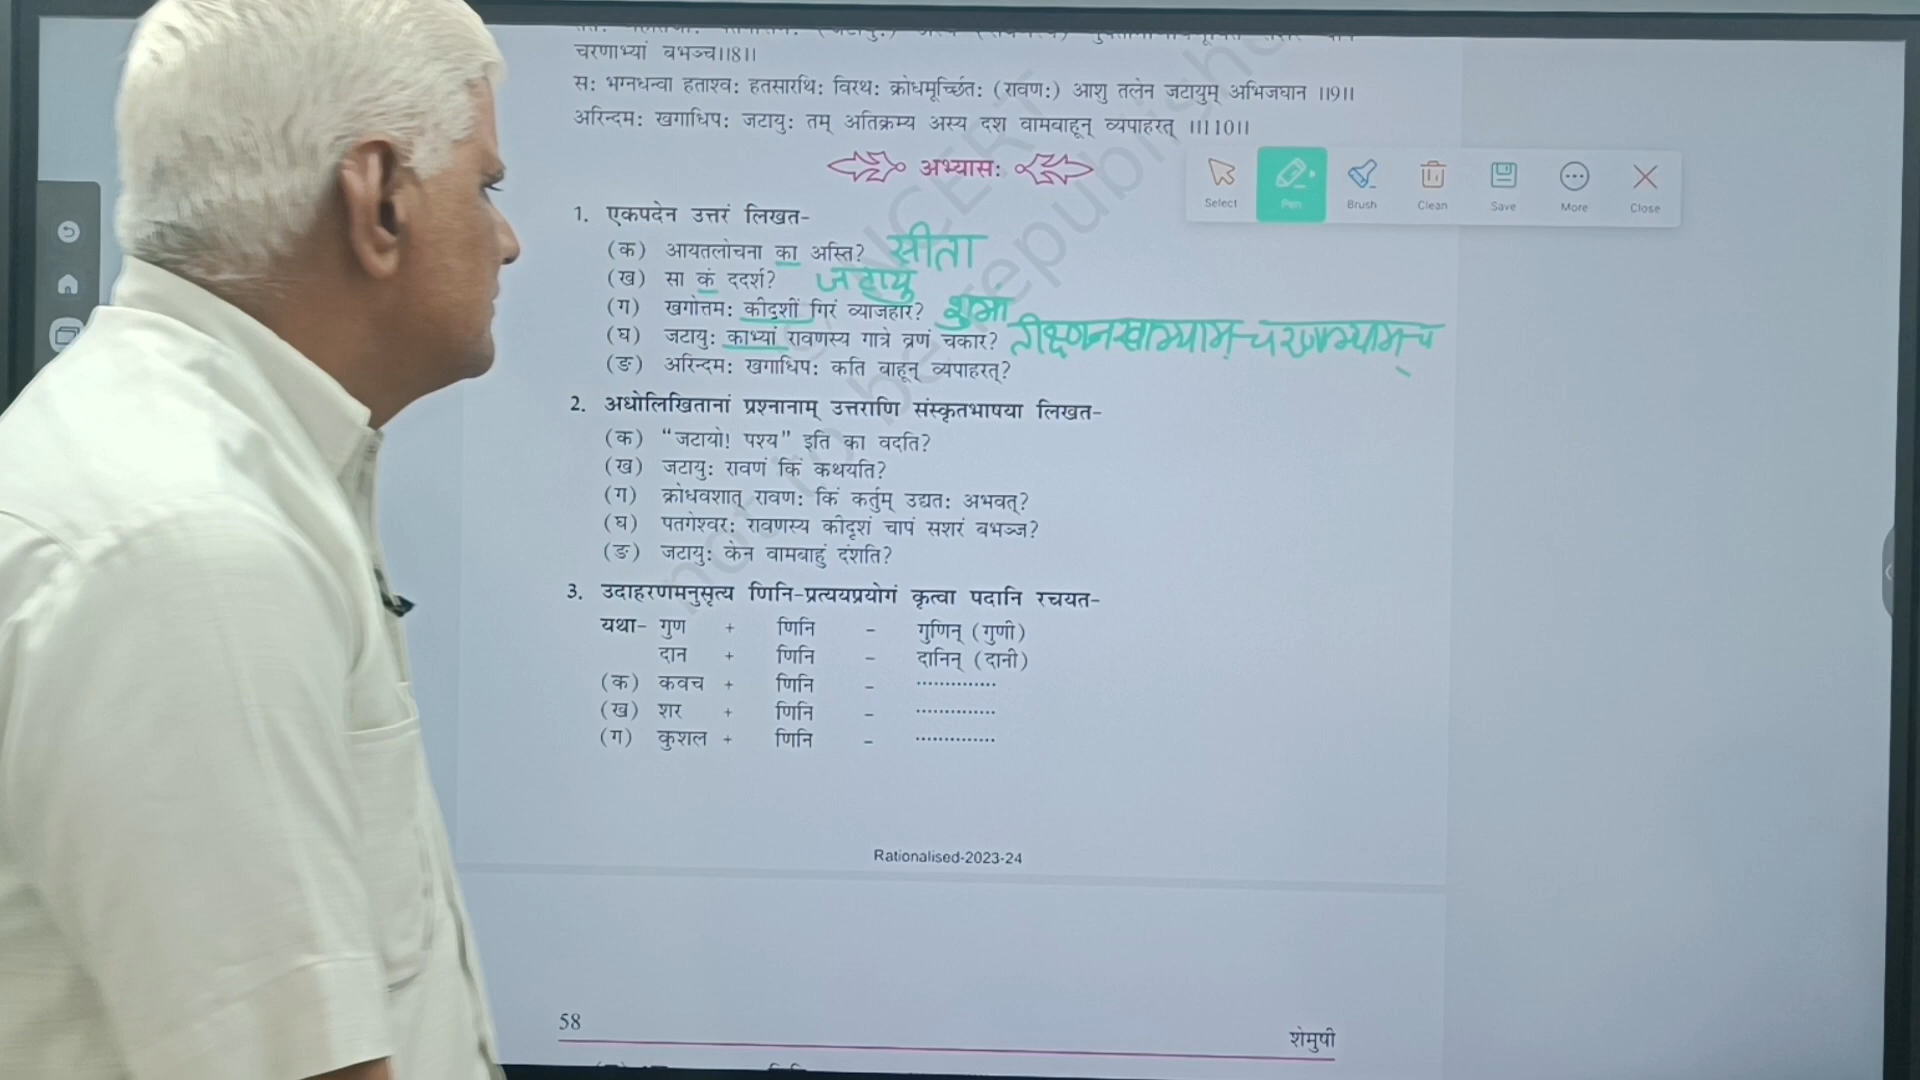 चरणाभ्यां बभञ्च॥8॥
सः भग्नधन्वा हताश्वः हतसारथिः विरथः क्रोधमूर्च्छितः (रावणः) आशु तलेन जटायुम् अभिजघान ॥9॥
अरिन्दमः खगाधिपः जटायुः तम् अतिक्रम्य अस्य दश वामबाहून् व्यपाहरत् ॥10॥
अभ्यासः
Select Pen Brush Clean Save More Close
1. एकपदेन उत्तरं लिखत-
(क) आयतलोचना का अस्ति? सीता
(ख) सा कं ददर्श? जटायु
(ग) खगोत्तमः कीदृशीं गिरं व्याजहार? शुभा
(घ) जटायुः काभ्यां रावणस्य गात्रे व्रणं चकार? तीक्ष्णनखाभ्याम् चरणाभ्याम् च
(ङ) अरिन्दमः खगाधिपः कति बाहून् व्यपाहरत्?
2. अधोलिखितानां प्रश्नानाम् उत्तराणि संस्कृतभाषया लिखत-
(क) “जटायो! पश्य” इति का वदति?
(ख) जटायुः रावणं किं कथयति?
(ग) क्रोधवशात् रावणः किं कर्तुम् उद्यतः अभवत्?
(घ) पतगेश्वरः रावणस्य कीदृशं चापं सशरं बभञ्ज?
(ङ) जटायुः केन वामबाहुं दंशति?
3. उदाहरणमनुसृत्य णिनि-प्रत्ययप्रयोगं कृत्वा पदानि रचयत-
यथा- गुण + णिनि - गुणिन् (गुणी)
दान + णिनि - दानिन् (दानी)
(क) कवच + णिनि - ..............
(ख) शर + णिनि - ..............
(ग) कुशल + णिनि - ..............
Rationalised-2023-24
58
शेमुषी